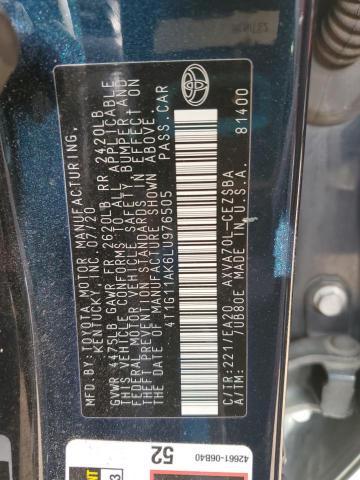 MFD. BY:TOYOTA MOTOR MANUFACTURING,
KENTUCKY, INC. 07/20
GVWR 4475LB GAWR FR 2620LB RR 2420LB
THIS VEHICLE CONFORMS TO ALL APPLICABLE
FEDERAL MOTOR VEHICLE SAFETY, BUMPER, AND
THEFT PREVENTION STANDARDS IN EFFECT ON
THE DATE OF MANUFACTURE SHOWN ABOVE.
4T1G11AK6LU976505 PASS.CAR
C/TR:221/EA20 AXVA70L-CEZSBA
F 7UB80E MADE IN U.S.A. 81400
42661-06B40
52